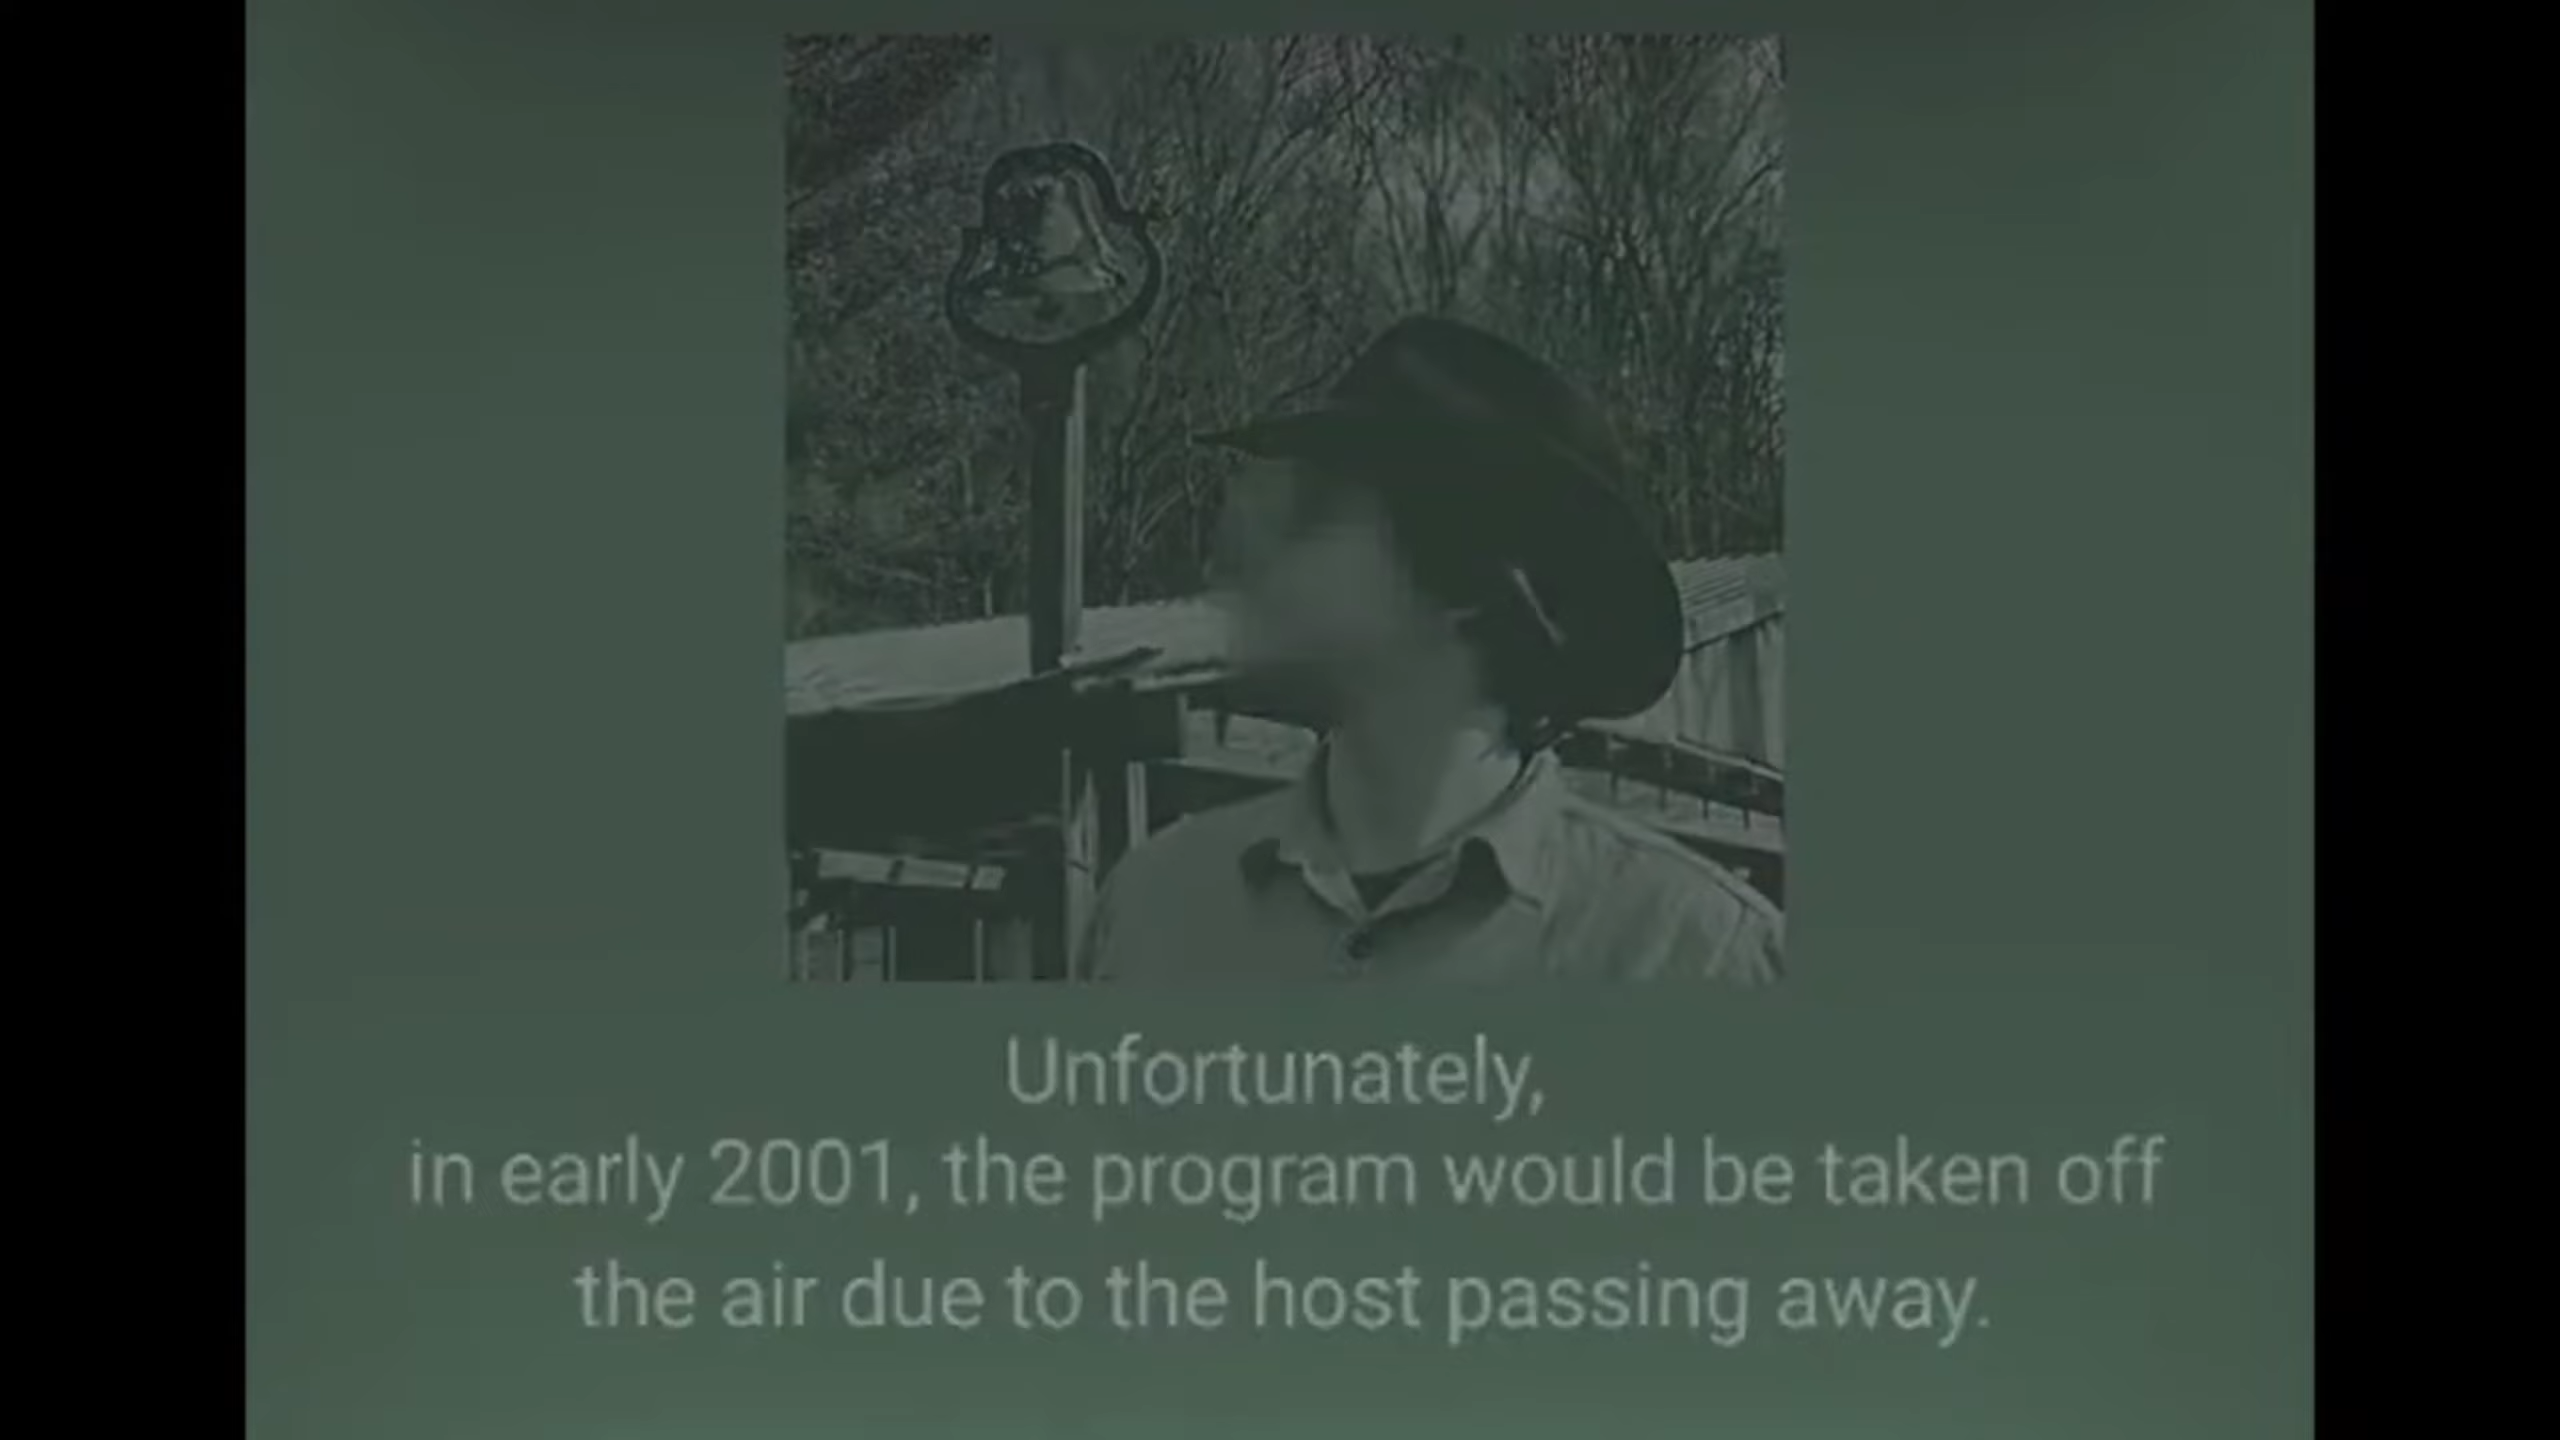 Unfortunately,
in early 2001, the program would be taken off
the air due to the host passing away.